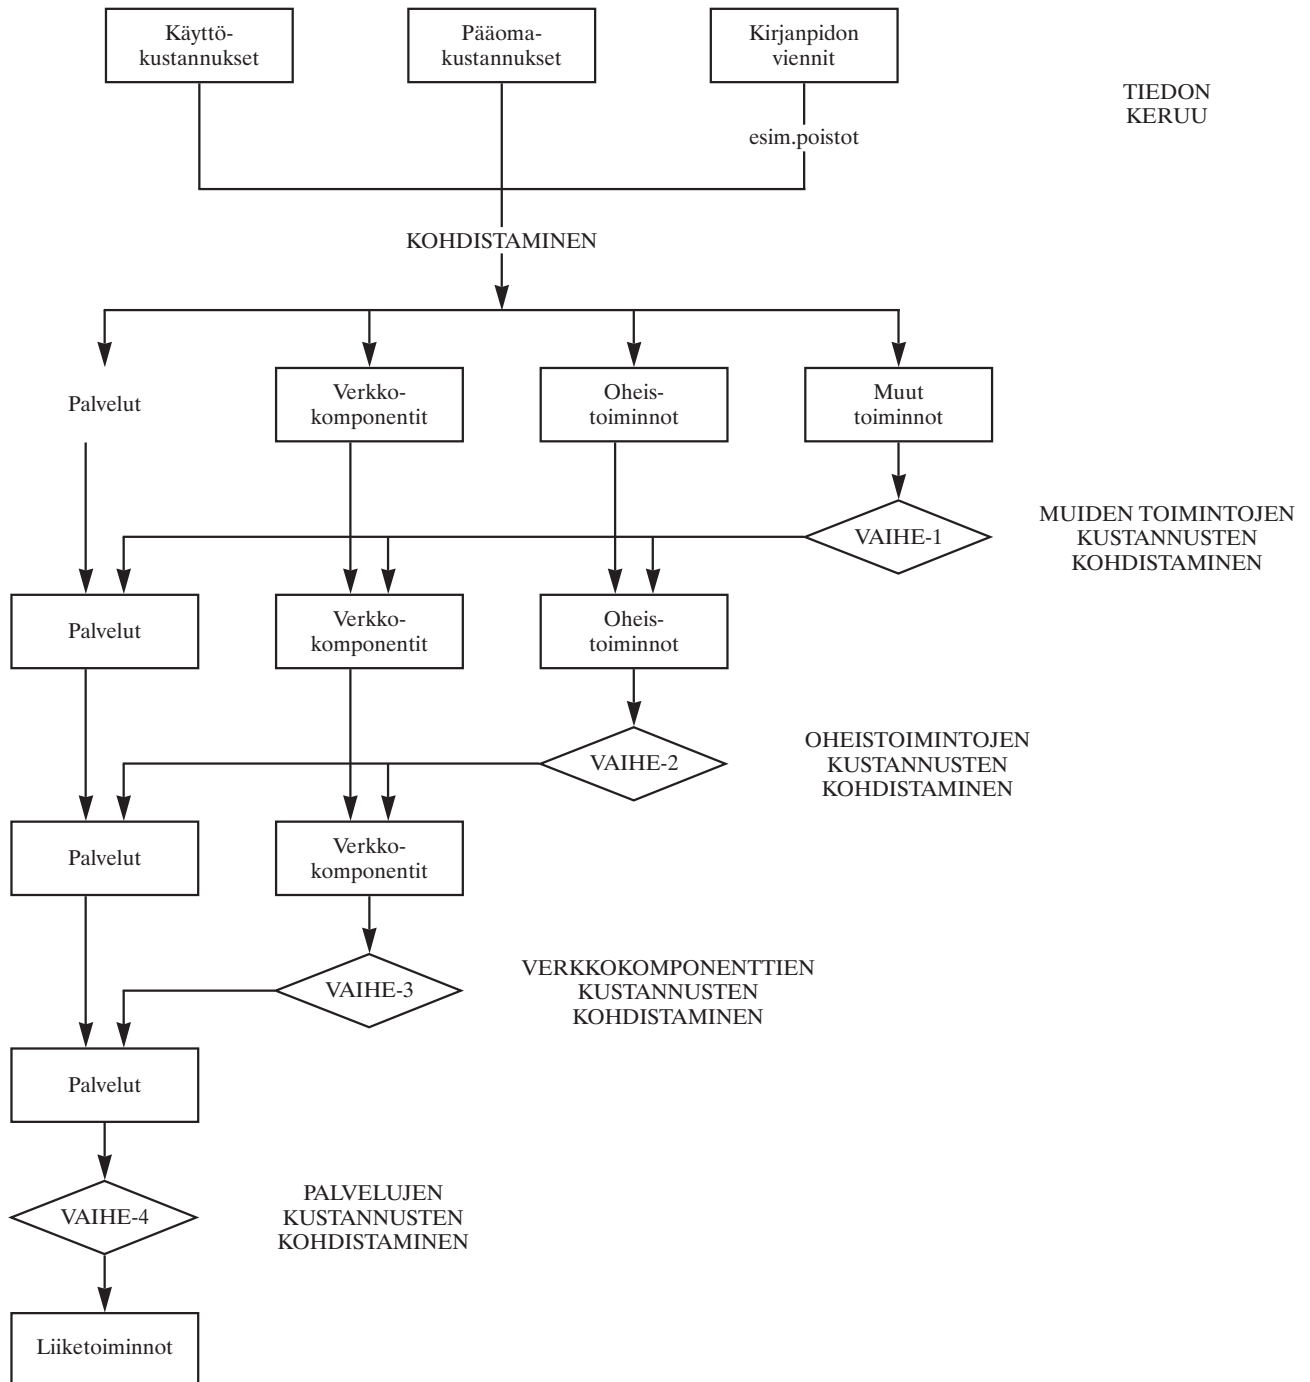 Käyttö-
kustannukset
Pääoma-
kustannukset
Kirjanpidon
viennit
TIEDON
KERUU
esim.poistot
KOHDISTAMINEN
Palvelut
Verkko-
komponentit
Oheis-
toiminnot
Muut
toiminnot
VAIHE-1
MUIDEN TOIMINTOJEN
KUSTANNUSTEN
KOHDISTAMINEN
Palvelut
Verkko-
komponentit
Oheis-
toiminnot
VAIHE-2
OHEISTOIMINTOJEN
KUSTANNUSTEN
KOHDISTAMINEN
Palvelut
Verkko-
komponentit
VAIHE-3
VERKKOKOMPONENTTIEN
KUSTANNUSTEN
KOHDISTAMINEN
Palvelut
VAIHE-4
PALVELUJEN
KUSTANNUSTEN
KOHDISTAMINEN
Liiketoiminnot